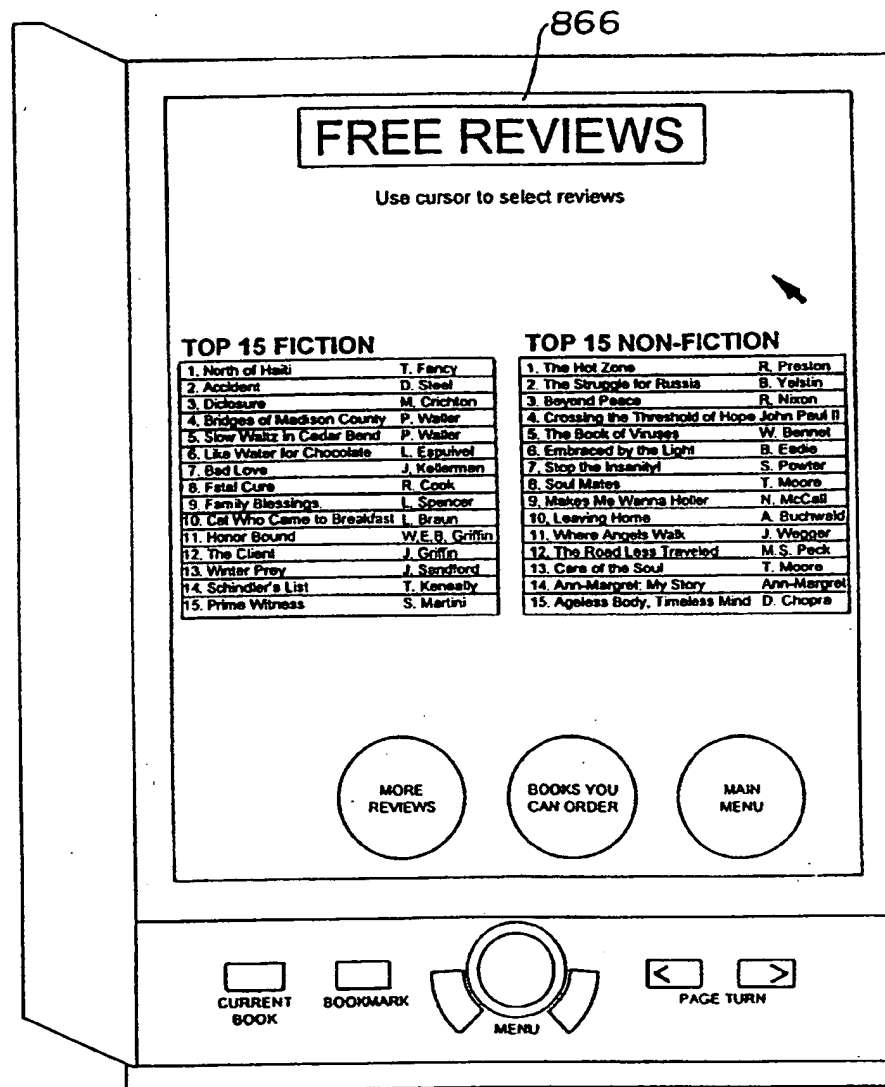 866
FREE REVIEWS
Use cursor to select reviews
TOP 15 FICTION
1. North of Haiti T. Fancy
2. Accident D. Steel
3. Diclosure M. Crichton
4. Bridges of Madison County P. Waller
5. Slow Waltz In Cedar Bend P. Waller
6. Like Water for Chocolate L. Espuivel
7. Bad Love J. Kellerman
8. Fatal Cure R. Cook
9. Family Blessings L. Spencer
10. Cat Who Came to Breakfast L. Braun
11. Honor Bound W.E.B. Griffin
12. The Client J. Griffin
13. Winter Prey J. Sandford
14. Schindler's List T. Keneally
15. Prime Witness S. Martini
TOP 15 NON-FICTION
1. The Hot Zone R. Preston
2. The Struggle for Russia B. Yelstin
3. Beyond Peace R. Nixon
4. Crossing the Threshold of Hope John Paul II
5. The Book of Viruses W. Bennet
6. Embraced by the Light B. Eadie
7. Stop the Insanity! S. Powter
8. Soul Mates T. Moore
9. Makes Me Wanna Holler N. McCall
10. Leaving Home A. Buchwald
11. Where Angels Walk J. Wegger
12. The Road Less Traveled M.S. Peck
13. Care of the Soul T. Moore
14. Ann-Margret: My Story Ann-Margret
15. Ageless Body, Timeless Mind D. Chopra
MORE
REVIEWS
BOOKS YOU
CAN ORDER
MAIN
MENU
CURRENT
BOOK
BOOKMARK
MENU
< >
PAGE TURN